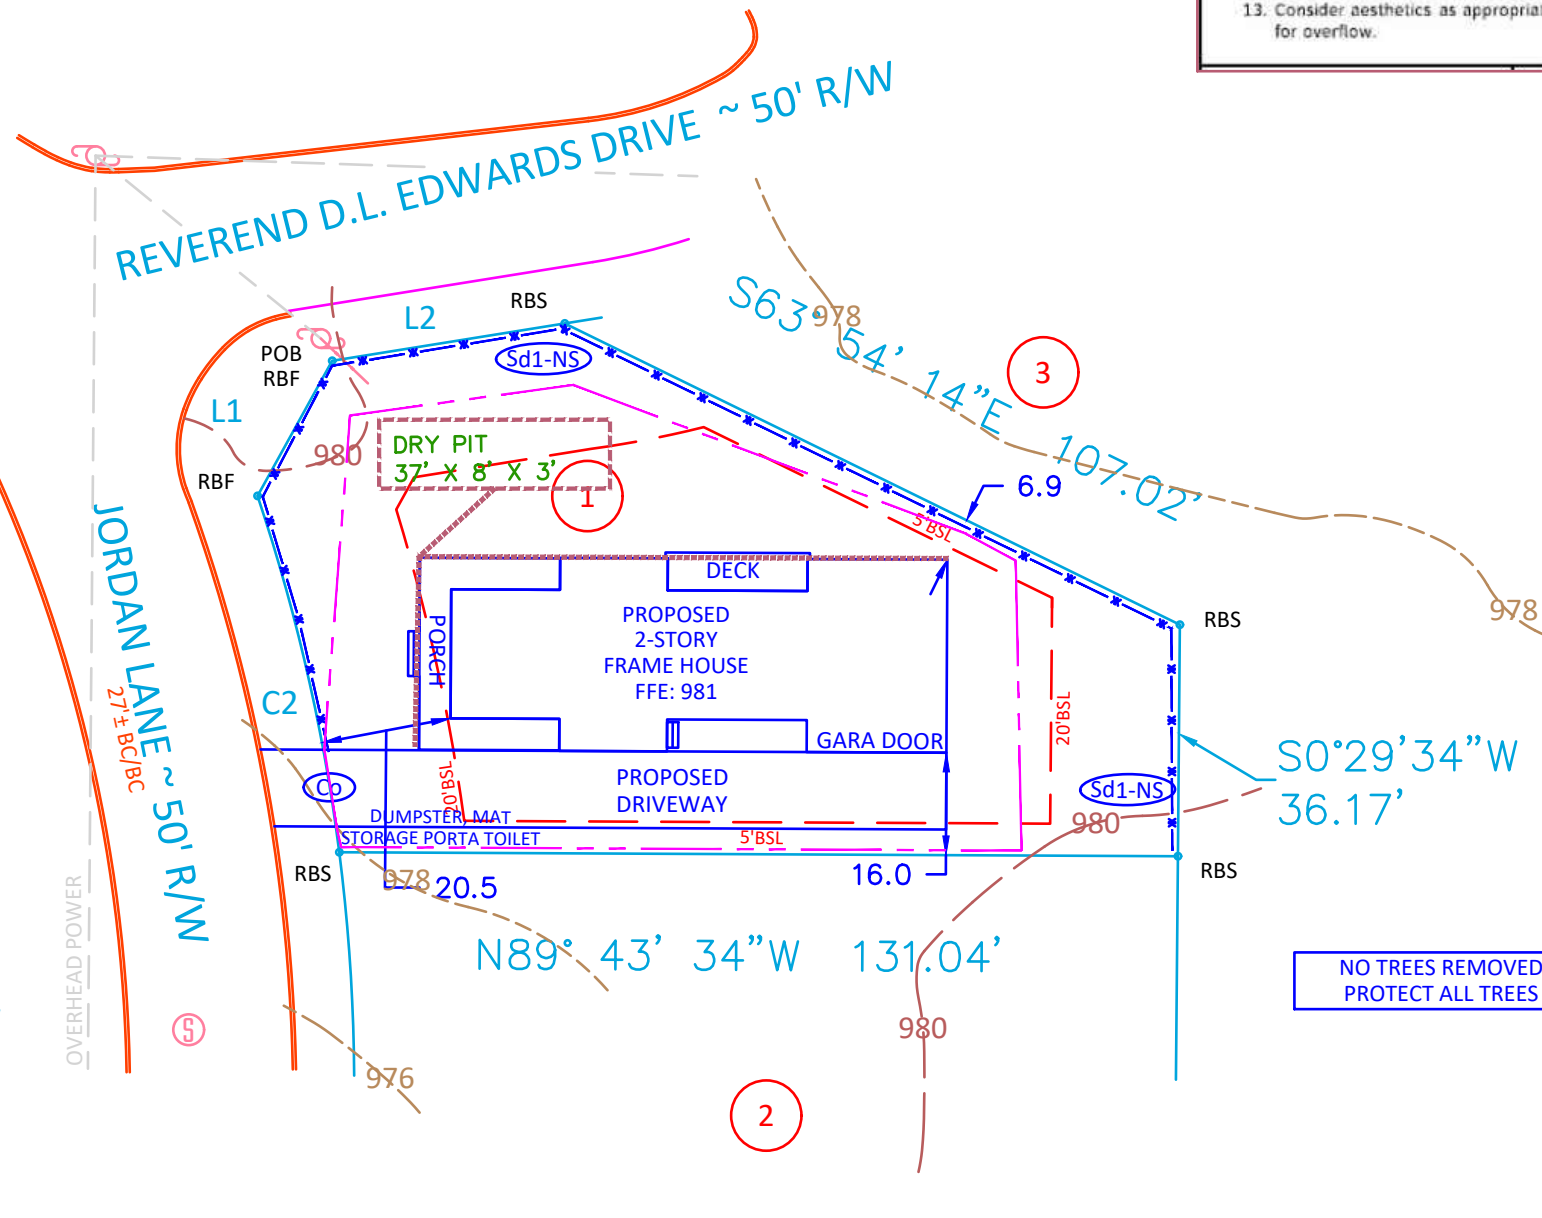 13. Consider aesthetics as
for overflow.
REVEREND D.L. EDWARDS DRIVE ~ 50' R/W
RBS
L2
POB
RBF
Sd1-NS
S63° 54' 14"E 107.02'
978
3
L1
980
RBF
DRY PIT
37' X 8' X 3'
1
6.9
5'BSL
JORDAN LANE ~ 50' R/W
27'± BC/BC
DECK
PORCH
PROPOSED
2-STORY
FRAME HOUSE
FFE: 981
978
RBS
C2
20'BSL
GARA DOOR
S0°29'34"W
36.17'
Co
20'BSL
PROPOSED
DRIVEWAY
Sd1-NS
DUMPSTER, MAT
STORAGE PORTA TOILET
5'BSL
980
RBS
978
20.5
16.0
RBS
OVERHEAD POWER
N89° 43' 34"W 131.04'
NO TREES REMOVED
PROTECT ALL TREES
S
980
976
2